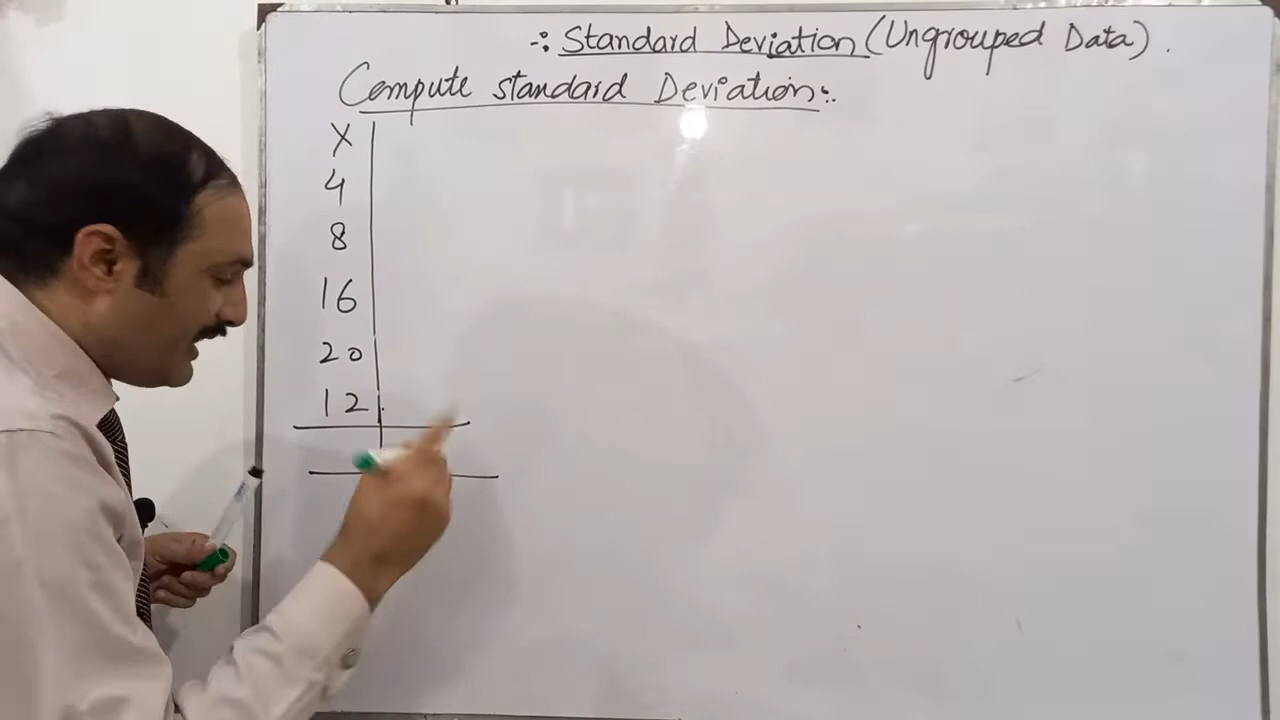 -: Standard Deviation (Ungrouped Data).
Compute standard Deviation:.
X
4
8
16
20
12